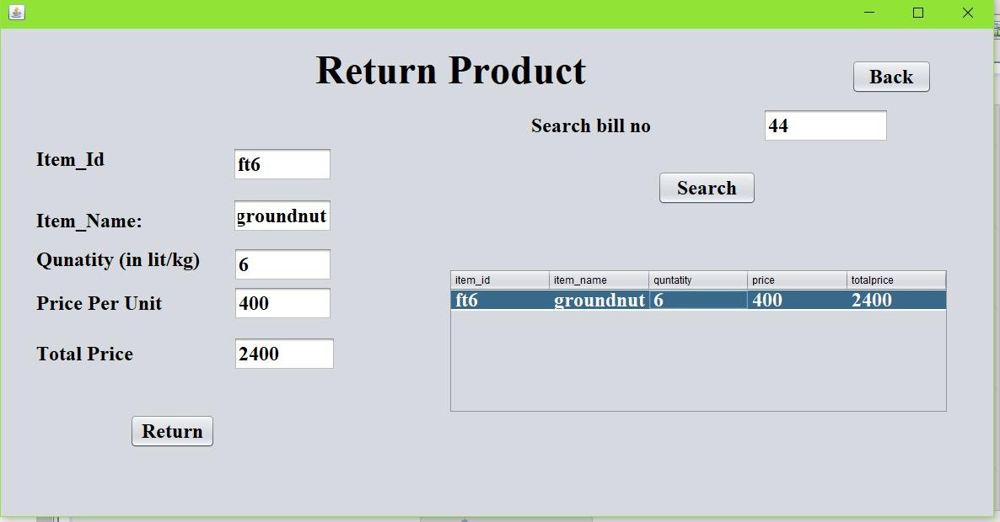 Return Product
Back
Search bill no 44
Search
Item_Id ft6
Item_Name: groundnut
Qunatity (in lit/kg) 6
Price Per Unit 400
Total Price 2400
Return
item_id item_name quntatity price totalprice
ft6 groundnut 6 400 2400